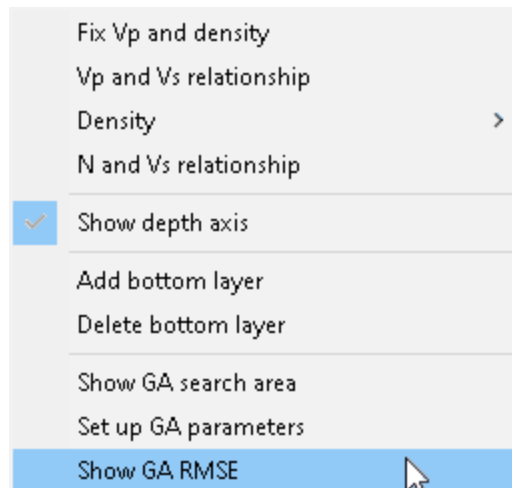 Fix Vp and density
Vp and Vs relationship
Density
N and Vs relationship
Show depth axis
Add bottom layer
Delete bottom layer
Show GA search area
Set up GA parameters
Show GA RMSE